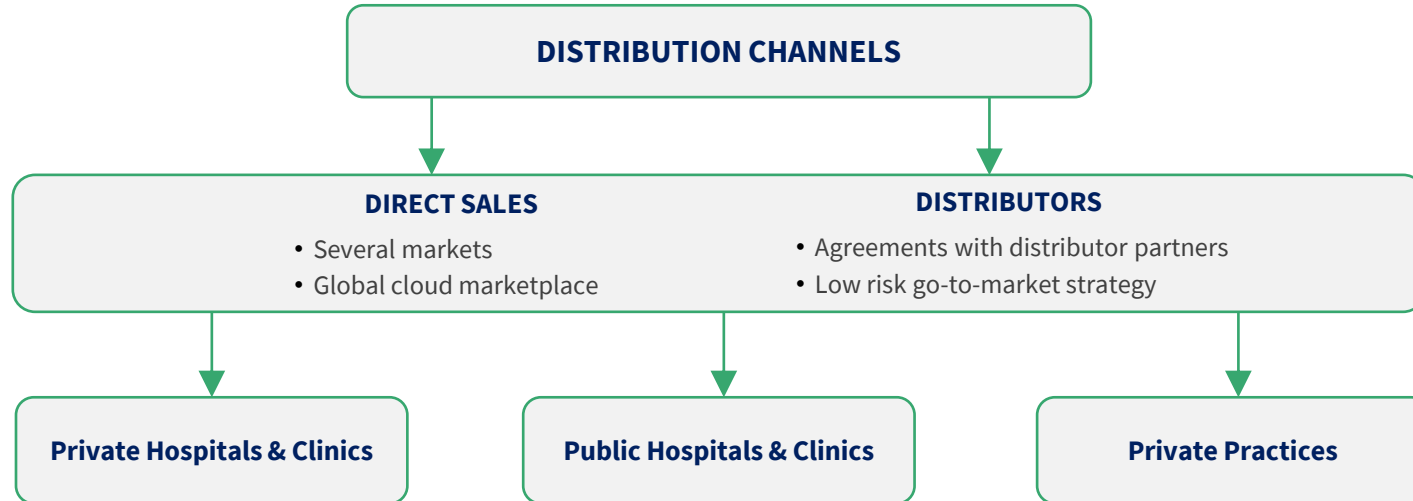 DISTRIBUTION CHANNELS
DIRECT SALES
• Several markets
• Global cloud marketplace
DISTRIBUTORS
• Agreements with distributor partners
• Low risk go-to-market strategy
Private Hospitals & Clinics
Public Hospitals & Clinics
Private Practices